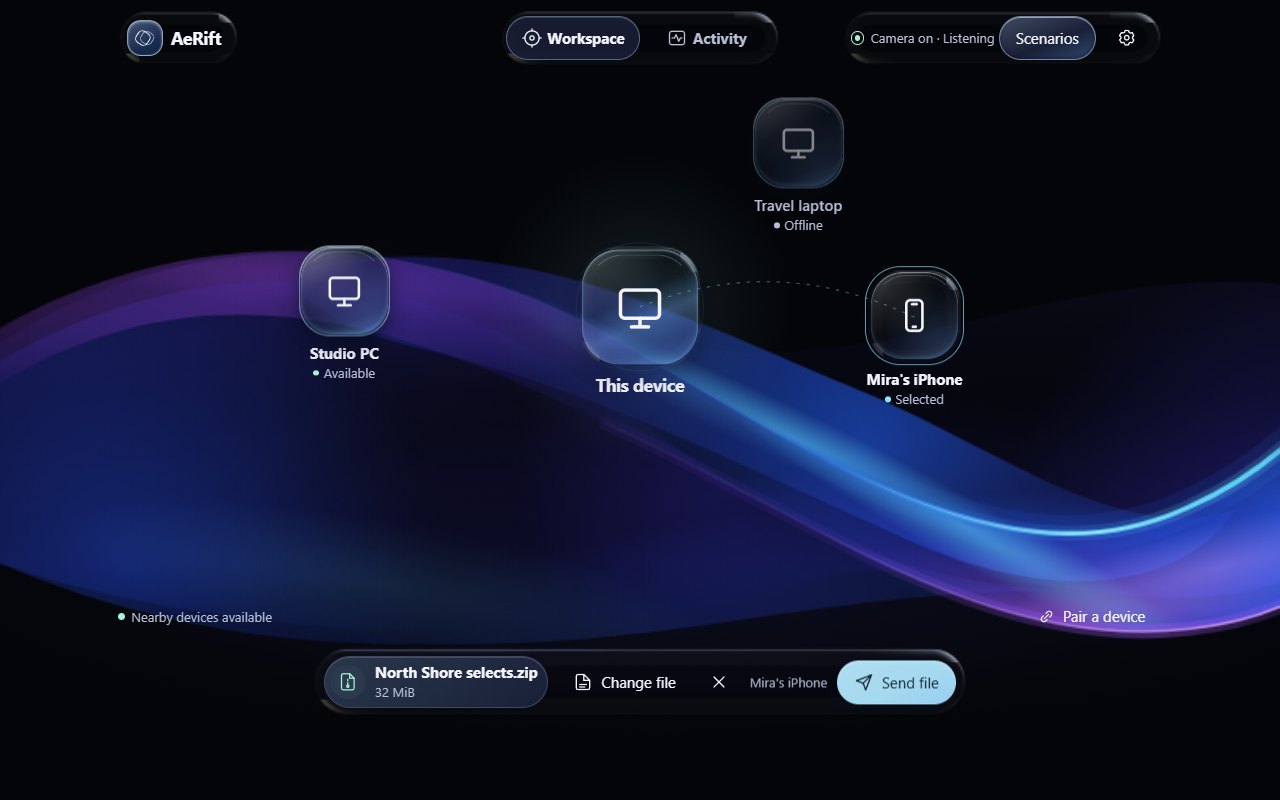 AeRift
Workspace
Activity
Camera on · Listening
Scenarios
Travel laptop
Offline
Studio PC
Available
This device
Mira's iPhone
Selected
Nearby devices available
Pair a device
North Shore selects.zip
32 MiB
Change file
Mira's iPhone
Send file